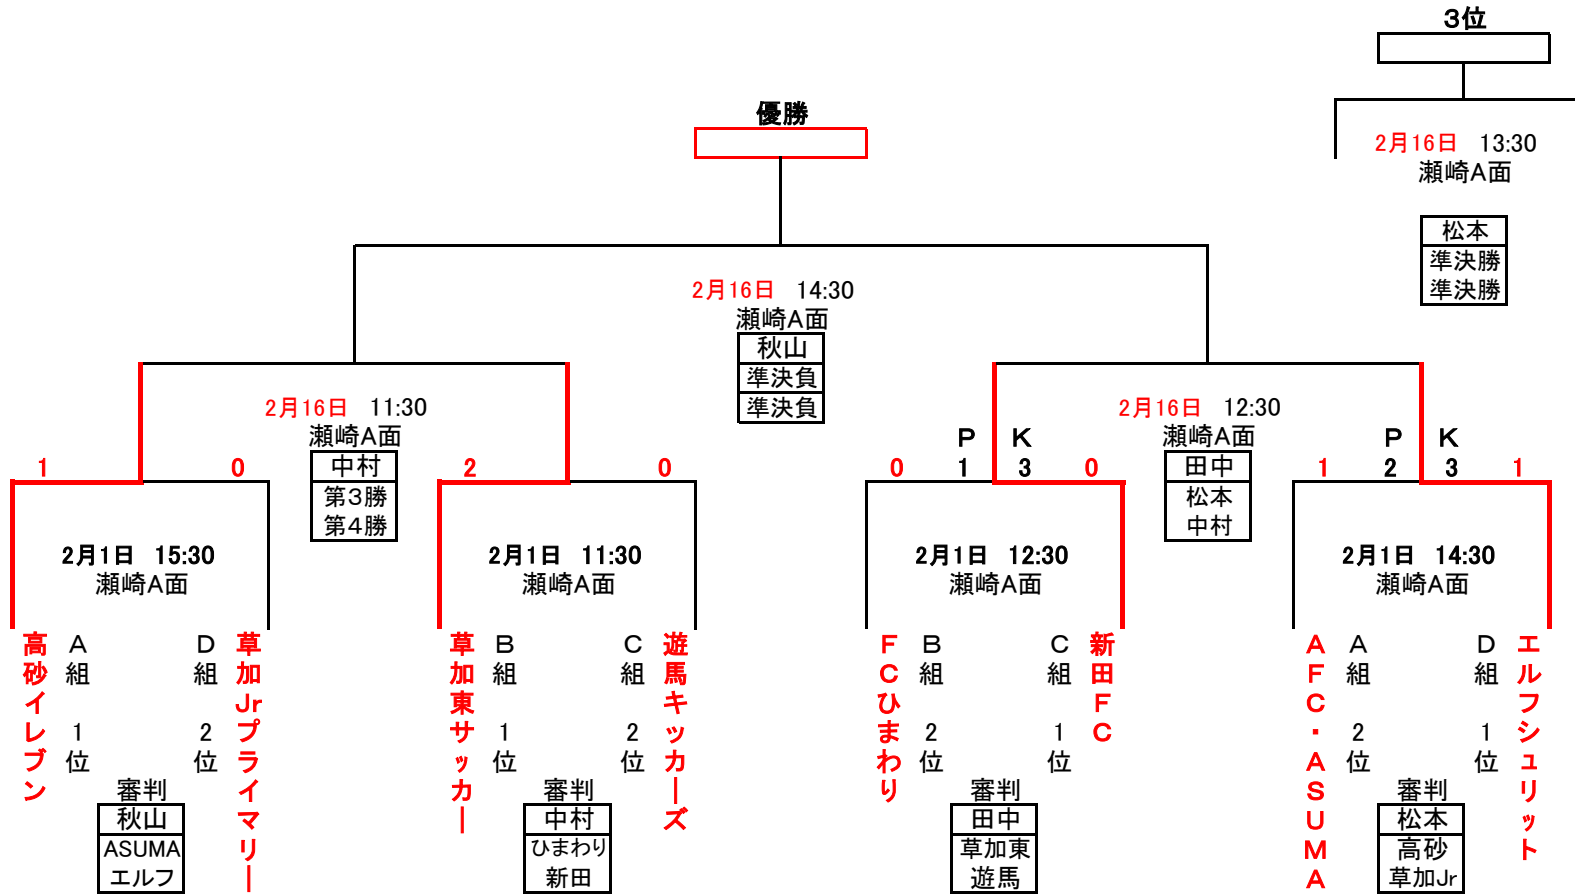 3位
2月16日 13:30
瀬崎A面
松本
準決勝
準決勝
優勝
2月16日 14:30
瀬崎A面
秋山
準決負
準決負
2月16日 11:30
瀬崎A面
中村
第3勝
第4勝
2月16日 12:30
瀬崎A面
田中
松本
中村
1 0
2 0
P K
0 1 3 0
P K
1 2 3 1
2月1日 15:30
瀬崎A面
2月1日 11:30
瀬崎A面
2月1日 12:30
瀬崎A面
2月1日 14:30
瀬崎A面
高砂イレブン
A組 1位
D組 2位
草加Jrプライマリー
審判
秋山
ASUMA
エルフ
草加東サッカー
B組 1位
C組 2位
遊馬キッカーズ
審判
中村
ひまわり
新田
FCひまわり
B組 2位
C組 1位
新田FC
審判
田中
草加東
遊馬
AFC・ASUMA
A組 2位
D組 1位
エルフシュリット
審判
松本
高砂
草加Jr